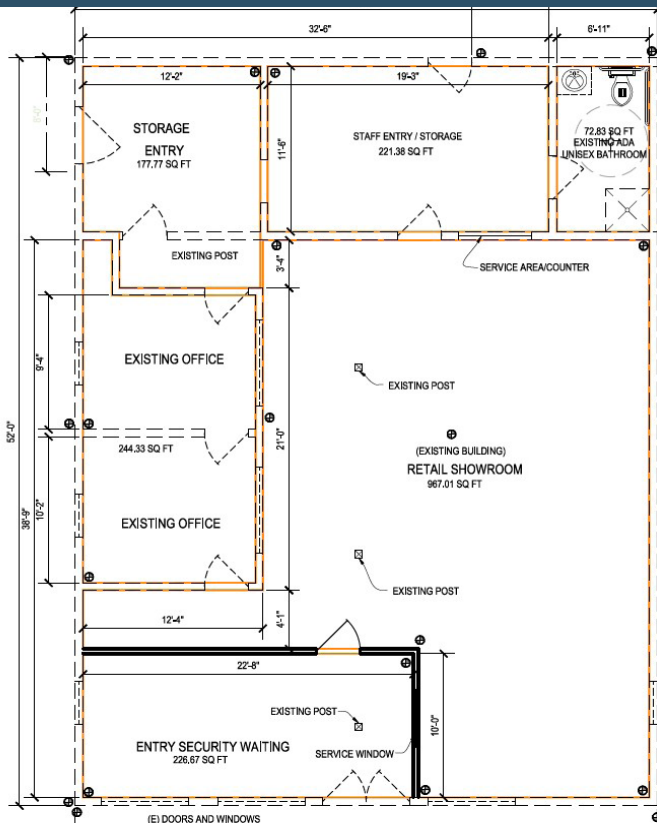 32'-6"
6'-11"
12'-2"
19'-3"
STORAGE
ENTRY
177.77 SQ FT
11'-6"
STAFF ENTRY / STORAGE
221.38 SQ FT
72.83 SQ FT
EXISTING ADA
UNISEX BATHROOM
EXISTING POST
3'-4"
SERVICE AREA/COUNTER
9'-4"
EXISTING OFFICE
EXISTING POST
52'-0"
38'-9"
21'-0"
244.33 SQ FT
(EXISTING BUILDING)
RETAIL SHOWROOM
967.01 SQ FT
10'-2"
EXISTING OFFICE
EXISTING POST
12'-4"
4'-1"
22'-8"
10'-0"
EXISTING POST
ENTRY SECURITY WAITING
226.67 SQ FT
SERVICE WINDOW
(E) DOORS AND WINDOWS